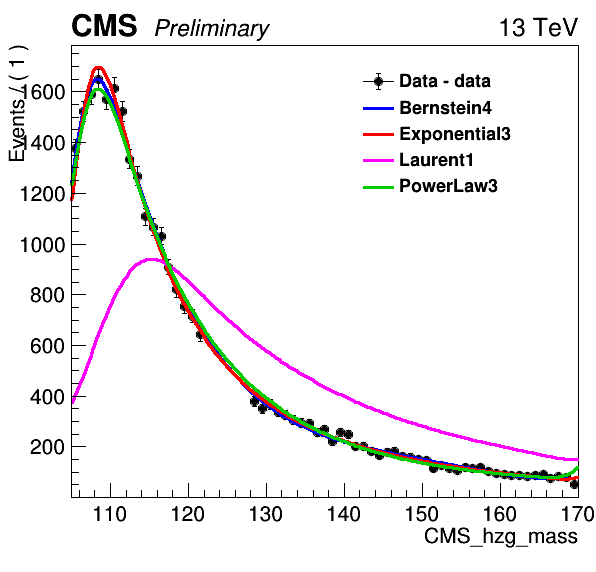 CMS Preliminary 13 TeV
Events / ( 1 )
1600
1400
1200
1000
800
600
400
200
Data - data
Bernstein4
Exponential3
Laurent1
PowerLaw3
110 120 130 140 150 160 170
CMS_hzg_mass